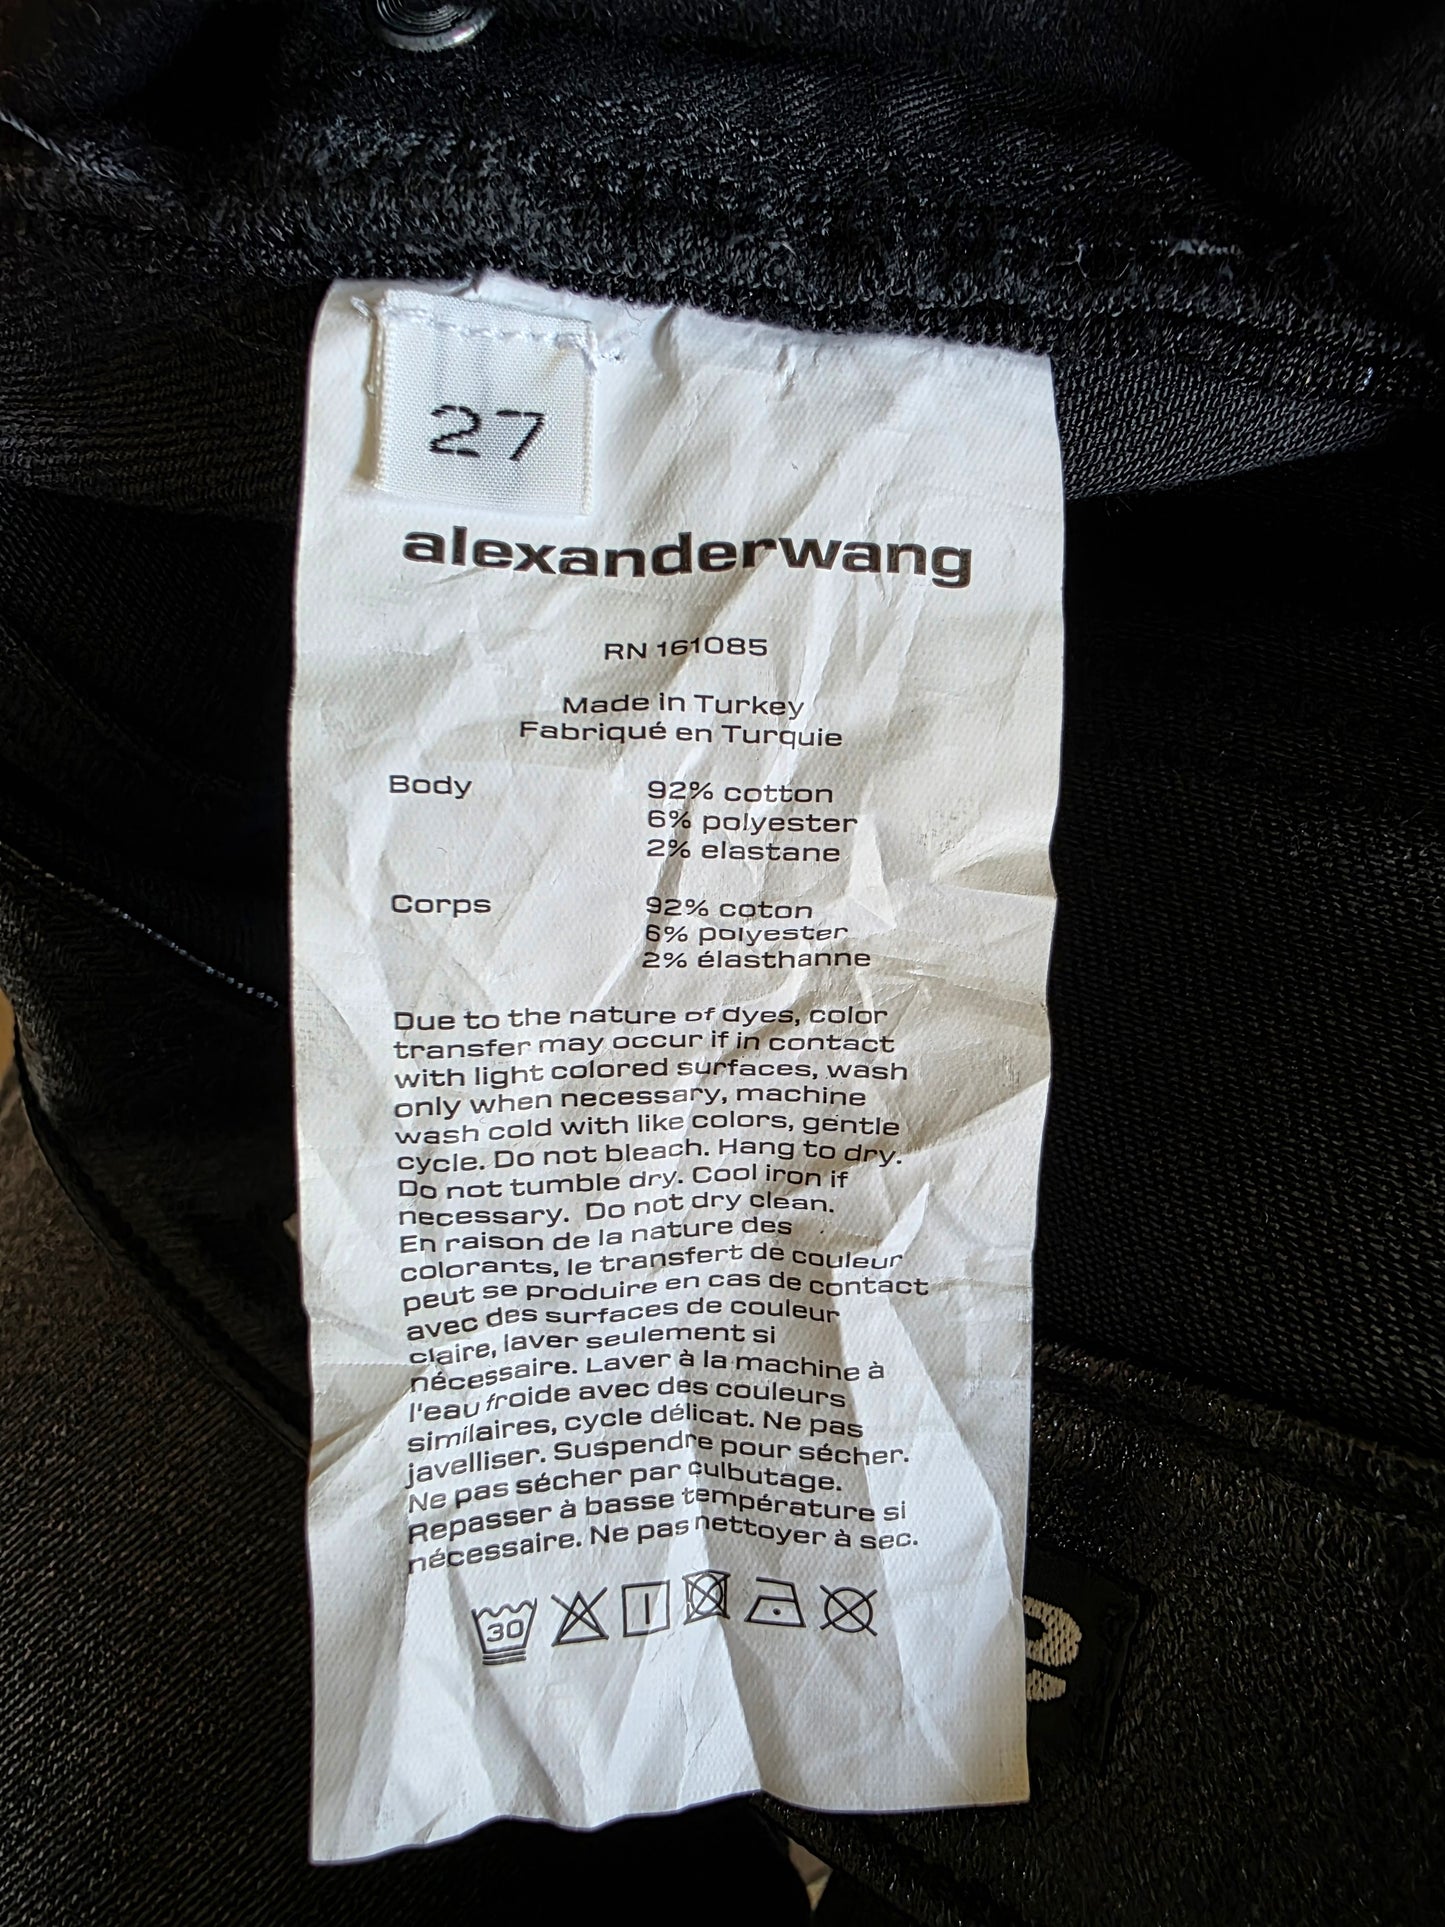 27
alexanderwang
RN 161085
Made in Turkey
Fabriqué en Turquie
Body 92% cotton
6% polyester
2% elastane
Corps 92% coton
6% polyester
2% élasthanne
Due to the nature of dyes, color
transfer may occur if in contact
with light colored surfaces, wash
only when necessary, machine
wash cold with like colors, gentle
cycle. Do not bleach. Hang to dry.
Do not tumble dry. Cool iron if
necessary. Do not dry clean.
En raison de la nature des
colorants, le transfert de couleur
peut se produire en cas de contact
avec des surfaces de couleur
claire, laver seulement si
nécessaire. Laver à la machine à
l'eau froide avec des couleurs
similaires, cycle délicat. Ne pas
javelliser. Suspendre pour sécher.
Ne pas sécher par culbutage.
Repasser à basse température si
nécessaire. Ne pas nettoyer à sec.
30